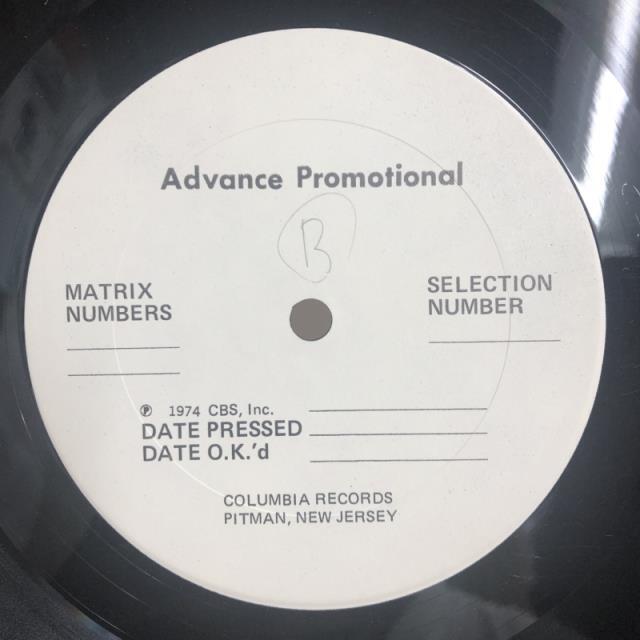 Advance Promotional
B
MATRIX
NUMBERS
SELECTION
NUMBER
℗ 1974 CBS, Inc.
DATE PRESSED
DATE O.K.'d
COLUMBIA RECORDS
PITMAN, NEW JERSEY